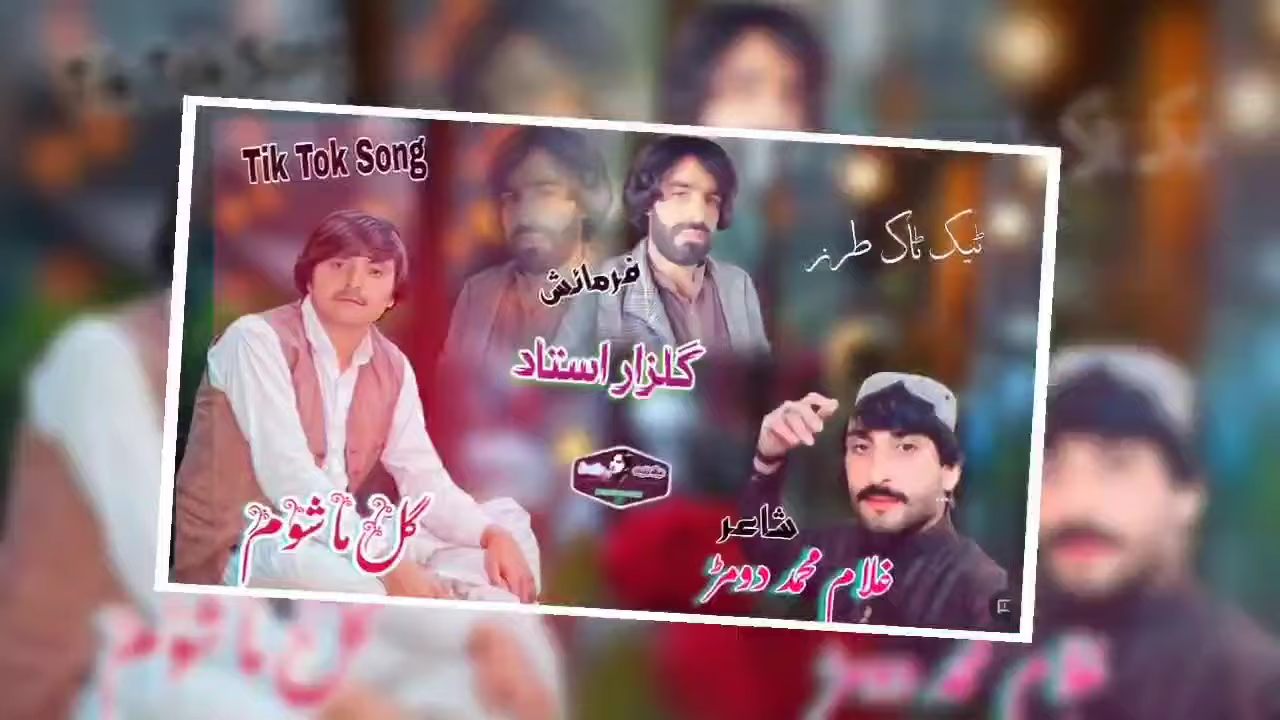 Tik Tok Song
ٹیک ٹاک طرز
فرمائش
گلزار استاد
گل ماشوم
شاعر
غلام محمد دومڑ